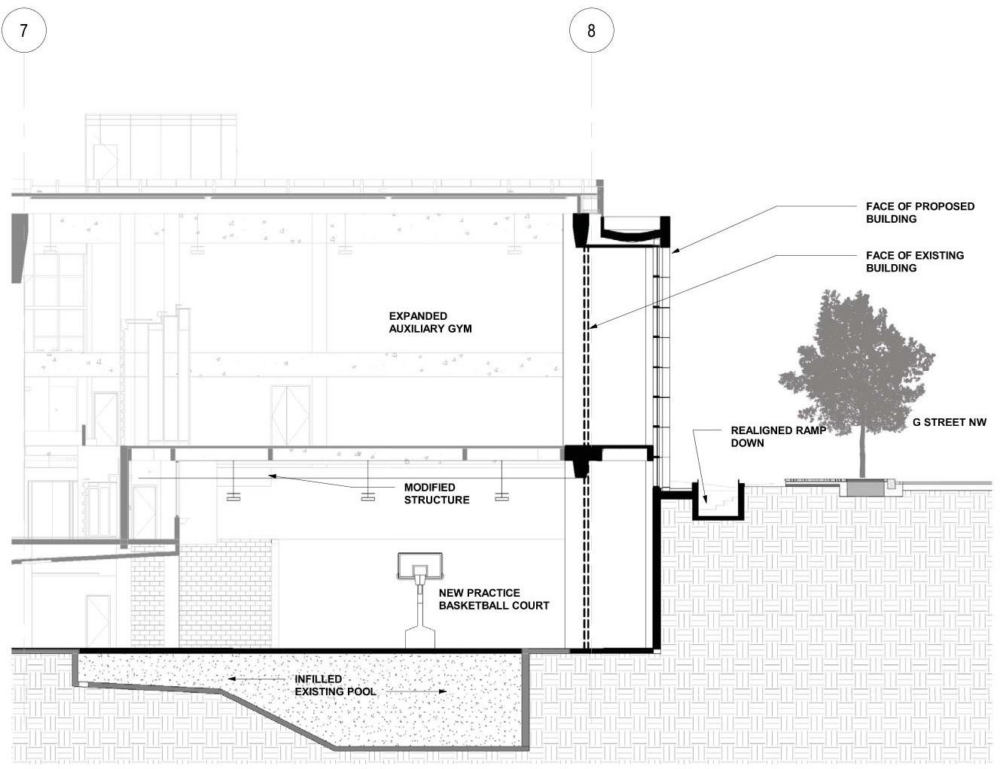 7
8
FACE OF PROPOSED
BUILDING
FACE OF EXISTING
BUILDING
EXPANDED
AUXILIARY GYM
G STREET NW
REALIGNED RAMP
DOWN
MODIFIED
STRUCTURE
NEW PRACTICE
BASKETBALL COURT
INFILLED
EXISTING POOL